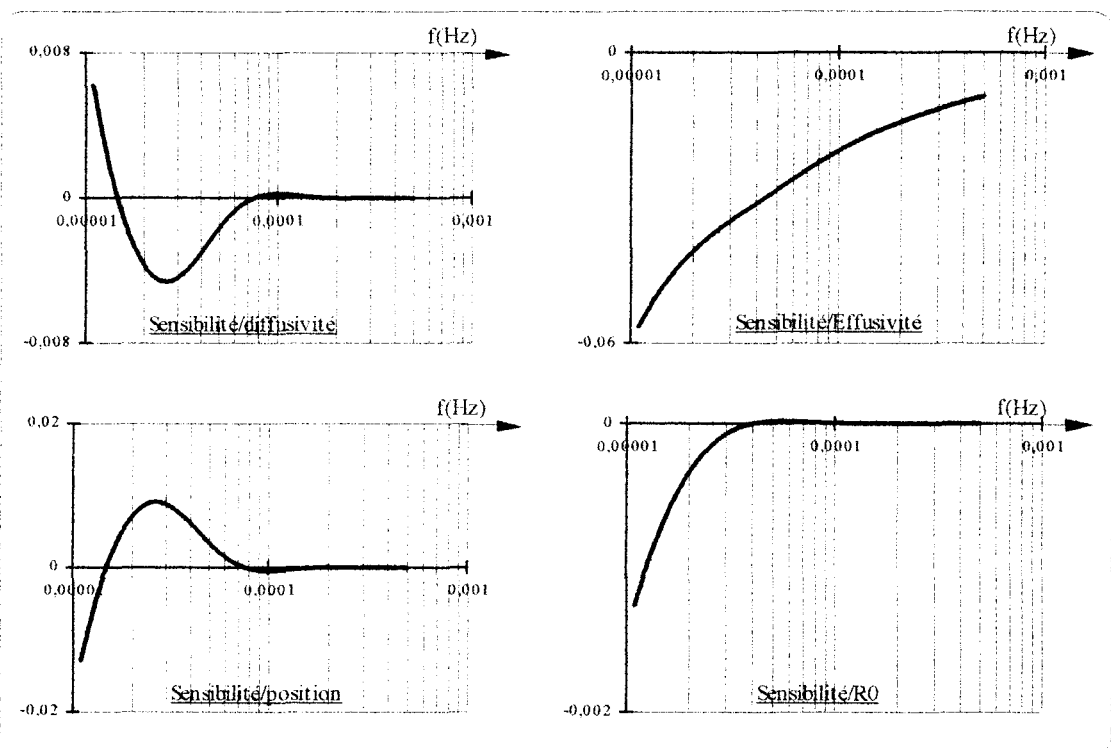 f(Hz)
0,008
0
0,00001
0,0001
0,001
-0,008
Sensibilité/diffusivité
f(Hz)
0
0,00001
0,0001
0,001
-0,06
Sensibilité/Effusivité
f(Hz)
0,02
0
0,0000
0,0001
0,001
-0,02
Sensibilité/position
f(Hz)
0
0,00001
0,0001
0,001
-0,002
Sensibilité/R0